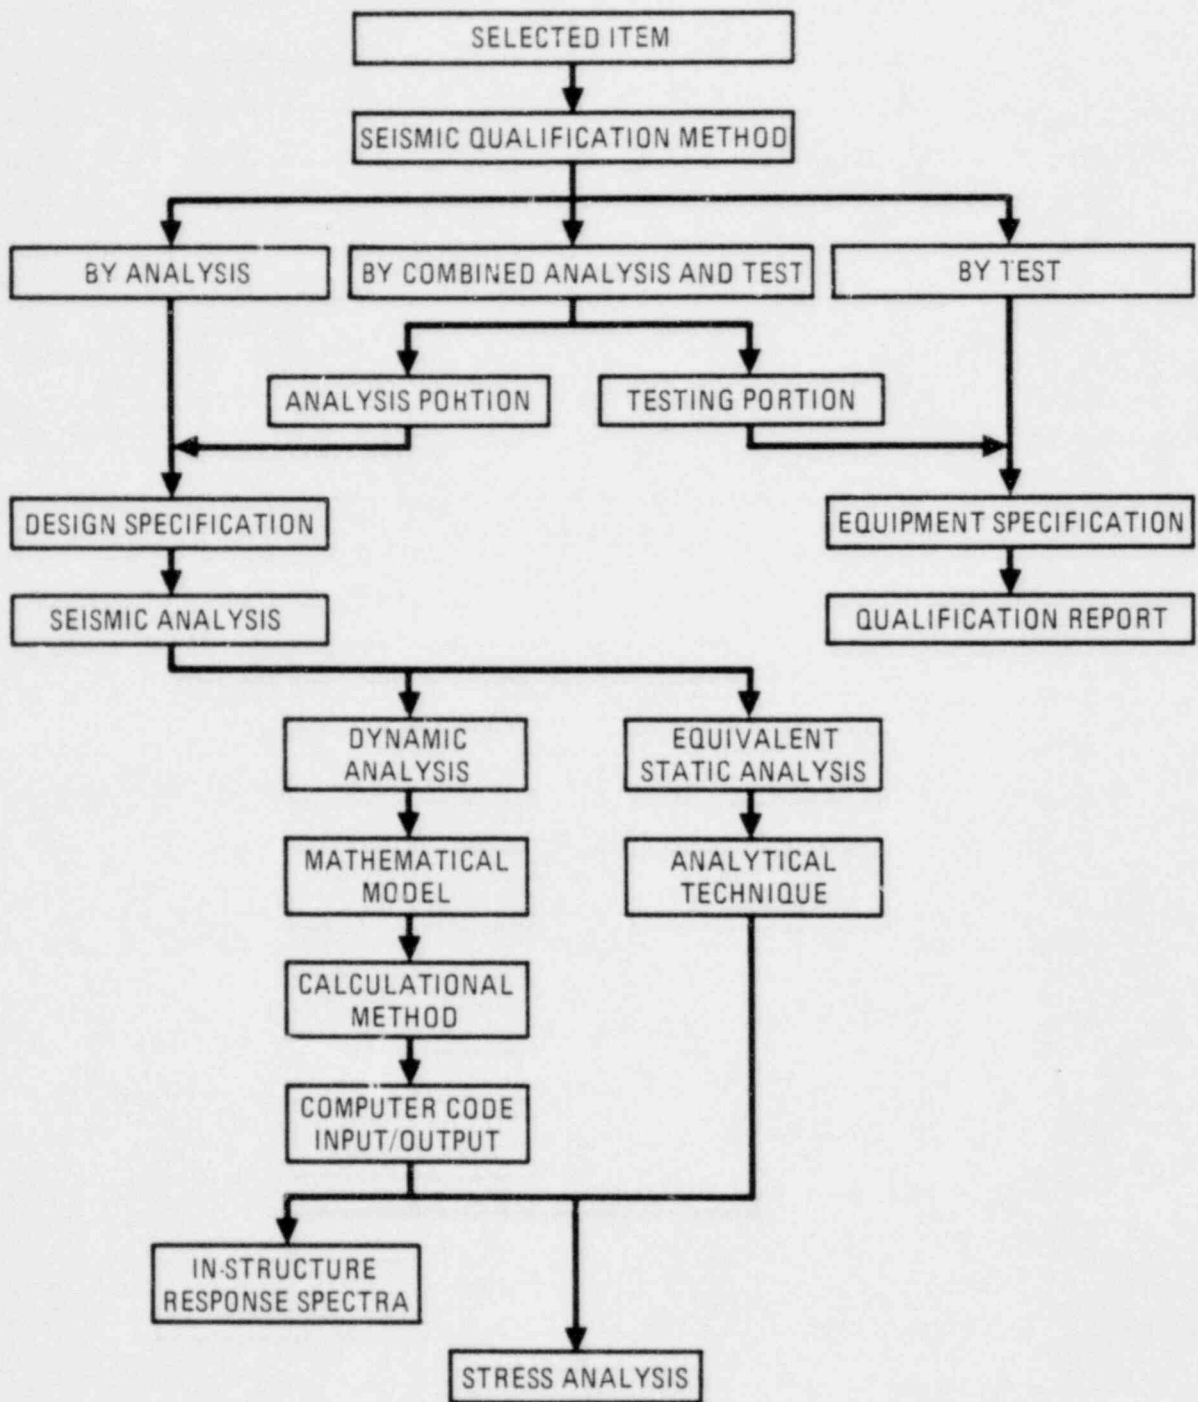 SELECTED ITEM
SEISMIC QUALIFICATION METHOD
BY ANALYSIS
BY COMBINED ANALYSIS AND TEST
BY TEST
ANALYSIS PORTION
TESTING PORTION
DESIGN SPECIFICATION
EQUIPMENT SPECIFICATION
SEISMIC ANALYSIS
QUALIFICATION REPORT
DYNAMIC
ANALYSIS
EQUIVALENT
STATIC ANALYSIS
MATHEMATICAL
MODEL
ANALYTICAL
TECHNIQUE
CALCULATIONAL
METHOD
COMPUTER CODE
INPUT/OUTPUT
IN-STRUCTURE
RESPONSE SPECTRA
STRESS ANALYSIS